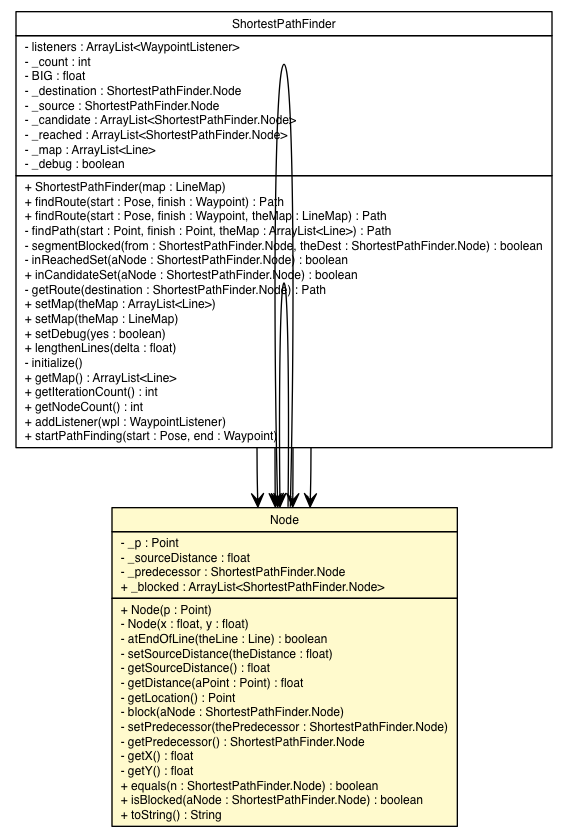 ShortestPathFinder
- listeners : ArrayList<WaypointListener>
- _count : int
- BIG : float
- _destination : ShortestPathFinder.Node
- _source : ShortestPathFinder.Node
- _candidate : ArrayList<ShortestPathFinder.Node>
- _reached : ArrayList<ShortestPathFinder.Node>
- _map : ArrayList<Line>
- _debug : boolean
+ ShortestPathFinder(map : LineMap)
+ findRoute(start : Pose, finish : Waypoint) : Path
+ findRoute(start : Pose, finish : Waypoint, theMap : LineMap) : Path
- findPath(start : Point, finish : Point, theMap : ArrayList<Line>) : Path
- segmentBlocked(from : ShortestPathFinder.Node, theDest : ShortestPathFinder.Node) : boolean
- inReachedSet(aNode : ShortestPathFinder.Node) : boolean
+ inCandidateSet(aNode : ShortestPathFinder.Node) : boolean
- getRoute(destination : ShortestPathFinder.Node) : Path
+ setMap(theMap : ArrayList<Line>)
+ setMap(theMap : LineMap)
+ setDebug(yes : boolean)
+ lengthenLines(delta : float)
- initialize()
+ getMap() : ArrayList<Line>
+ getIterationCount() : int
+ getNodeCount() : int
+ addListener(wpl : WaypointListener)
+ startPathFinding(start : Pose, end : Waypoint)
Node
- _p : Point
- _sourceDistance : float
- _predecessor : ShortestPathFinder.Node
+ _blocked : ArrayList<ShortestPathFinder.Node>
+ Node(p : Point)
- Node(x : float, y : float)
- atEndOfLine(theLine : Line) : boolean
- setSourceDistance(theDistance : float)
- getSourceDistance() : float
- getDistance(aPoint : Point) : float
- getLocation() : Point
- block(aNode : ShortestPathFinder.Node)
- setPredecessor(thePredecessor : ShortestPathFinder.Node)
- getPredecessor() : ShortestPathFinder.Node
- getX() : float
- getY() : float
+ equals(n : ShortestPathFinder.Node) : boolean
+ isBlocked(aNode : ShortestPathFinder.Node) : boolean
+ toString() : String